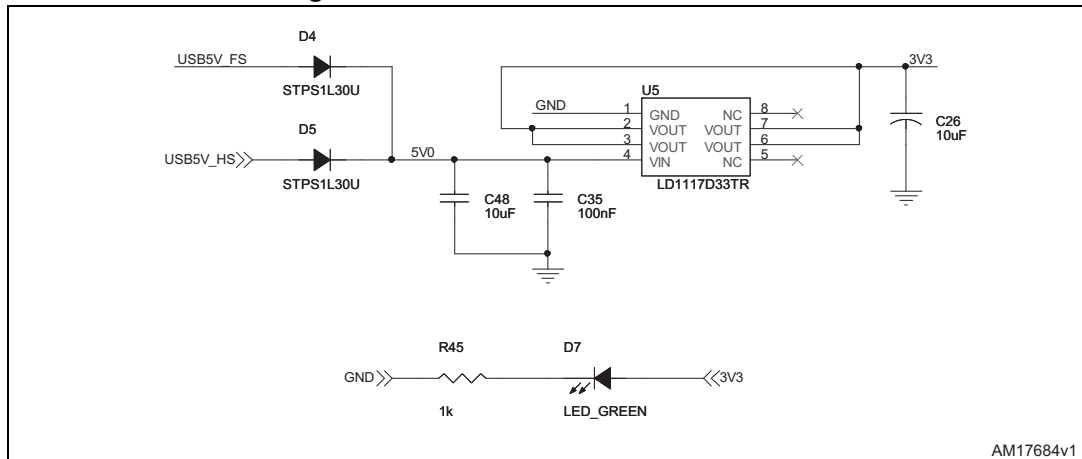 D4
USB5V_FS
STPS1L30U
D5
USB5V_HS
STPS1L30U
5V0
C48
10uF
C35
100nF
U5
GND
1 GND NC 8
2 VOUT VOUT 7
3 VOUT VOUT 6
4 VIN NC 5
LD1117D33TR
3V3
C26
10uF
R45
D7
GND
3V3
1k
LED_GREEN
AM17684v1